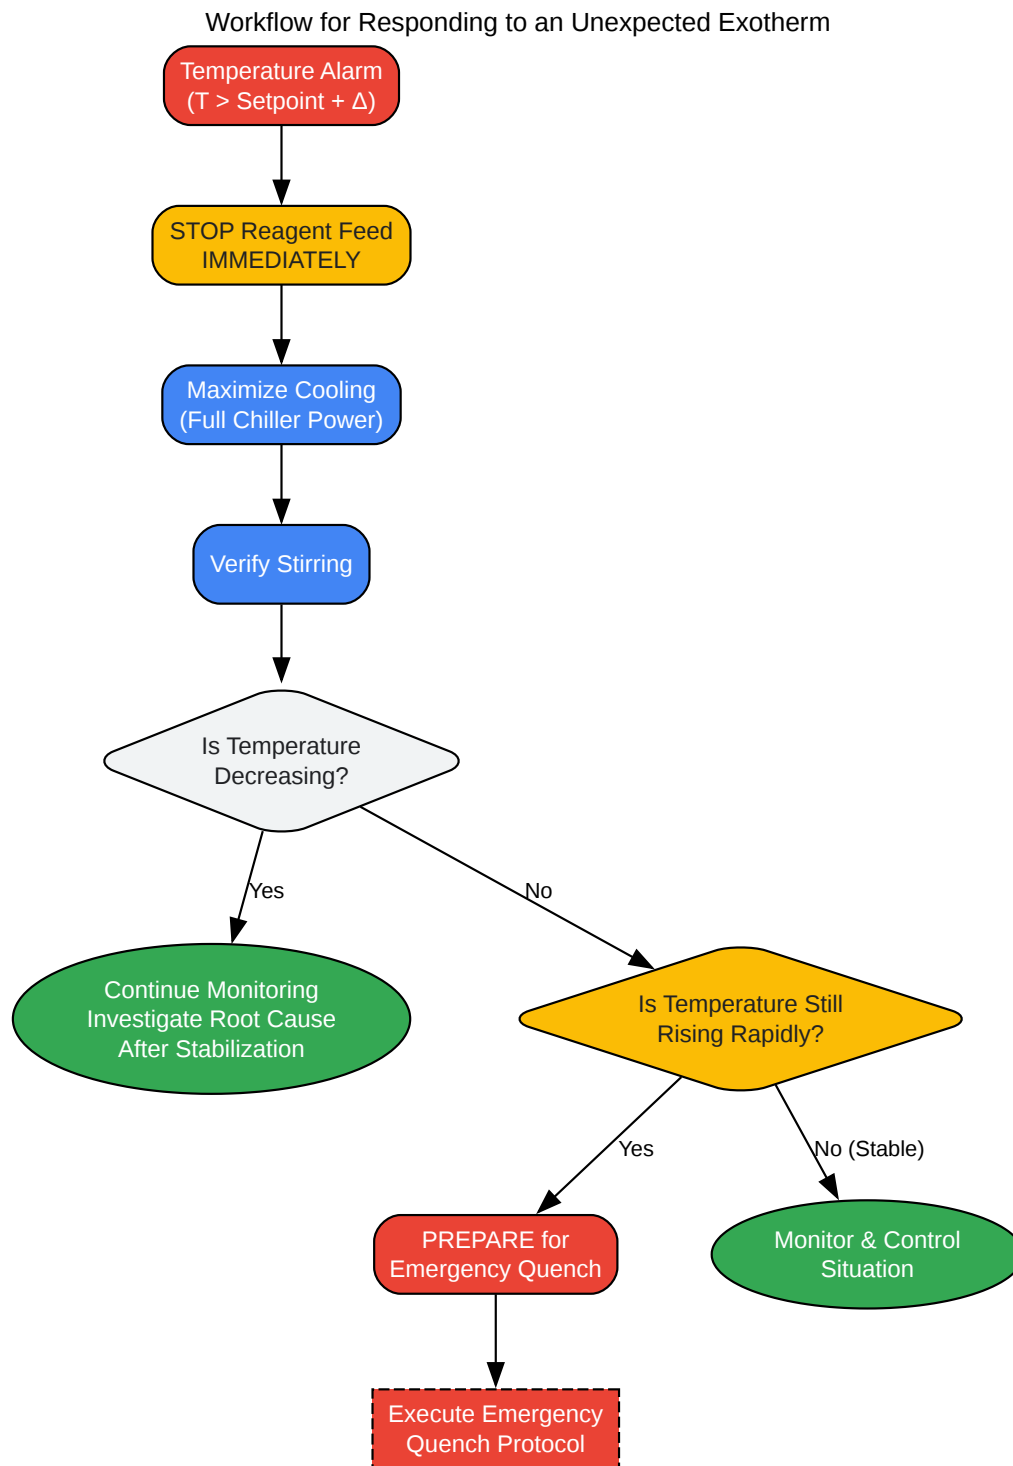 Workflow for Responding to an Unexpected Exotherm
Temperature Alarm
(T > Setpoint + Δ)
STOP Reagent Feed
IMMEDIATELY
Maximize Cooling
(Full Chiller Power)
Verify Stirring
Is Temperature
Decreasing?
Yes
No
Continue Monitoring
Investigate Root Cause
After Stabilization
Is Temperature Still
Rising Rapidly?
Yes
No (Stable)
PREPARE for
Emergency Quench
Monitor & Control
Situation
Execute Emergency
Quench Protocol